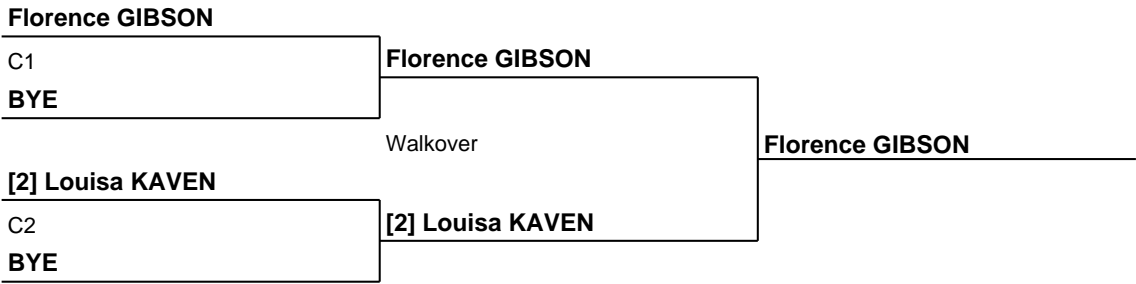 Florence GIBSON
C1
Florence GIBSON
BYE
Walkover
Florence GIBSON
[2] Louisa KAVEN
C2
[2] Louisa KAVEN
BYE